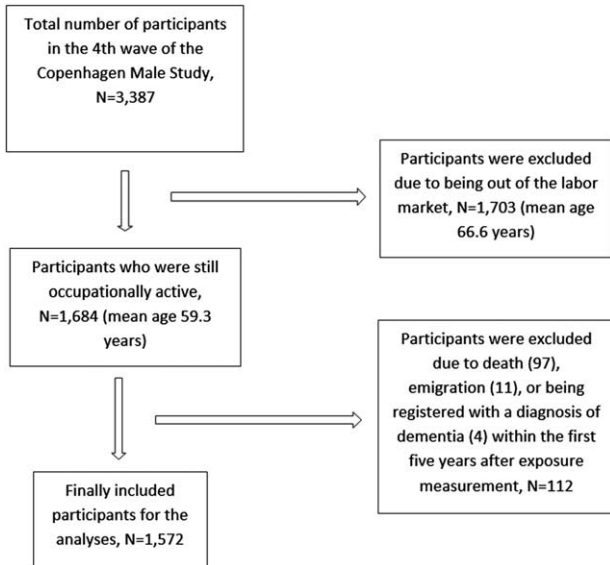 Total number of participants
in the 4th wave of the
Copenhagen Male Study,
N=3,387
Participants were excluded
due to being out of the labor
market, N=1,703 (mean age
66.6 years)
Participants who were still
occupationally active,
N=1,684 (mean age 59.3
years)
Participants were excluded
due to death (97),
emigration (11), or being
registered with a diagnosis of
dementia (4) within the first
five years after exposure
measurement, N=112
Finally included
participants for the
analyses, N=1,572